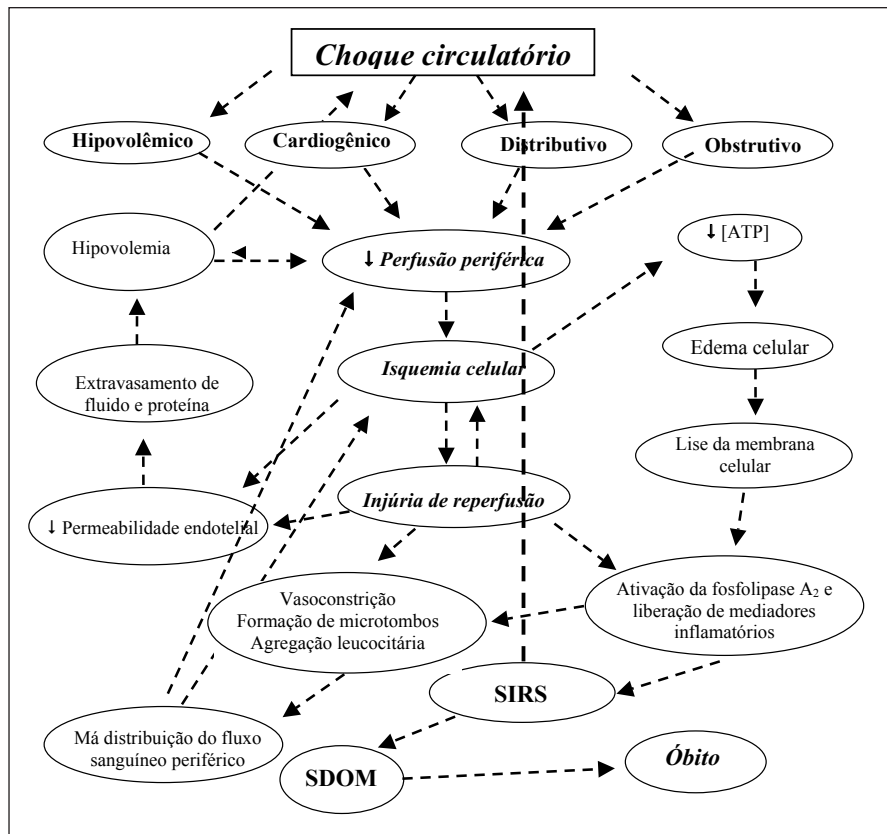 Choque circulatório
Hipovolêmico
Cardiogênico
Distributivo
Obstrutivo
Hipovolemia
↓ Perfusão periférica
↓ [ATP]
Isquemia celular
Edema celular
Extravasamento de
fluido e proteína
Lise da membrana
celular
Injúria de reperfusão
↓ Permeabilidade endotelial
Vasoconstrição
Formação de microtombos
Agregação leucocitária
Ativação da fosfolipase A₂ e
liberação de mediadores
inflamatórios
SIRS
Má distribuição do fluxo
sanguíneo periférico
SDOM
Óbito